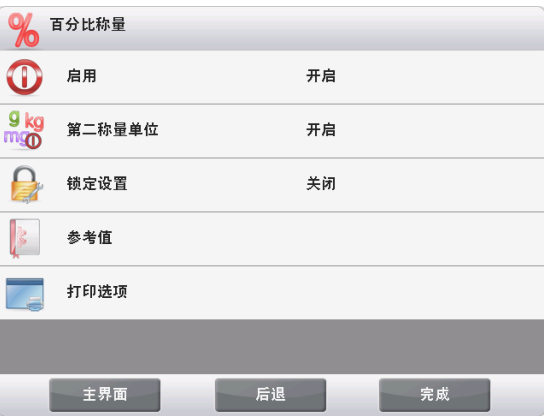 百分比称量
启用 开启
g kg mg
第二称量单位 开启
锁定设置 关闭
参考值
打印选项
主界面 后退 完成